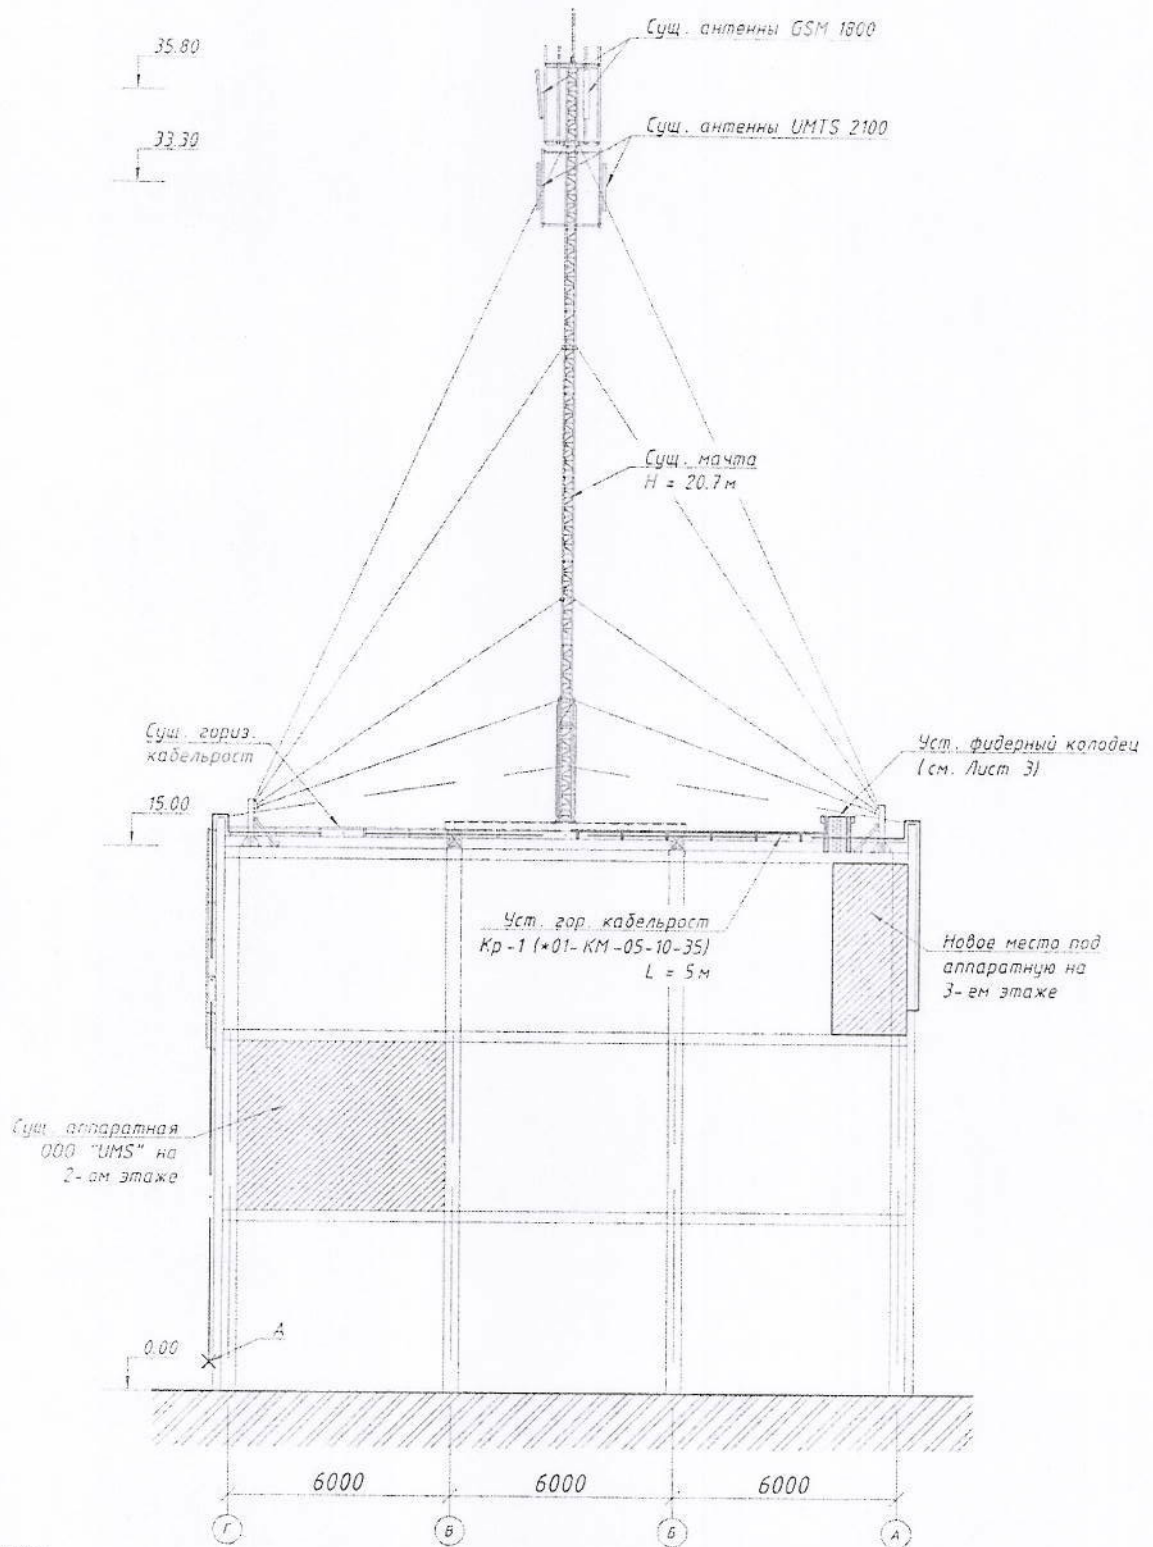 Сущ. антенны GSM 1800
35.80
Сущ. антенны UMTS 2100
33.30
Сущ. мачта
H = 20.7 м
Сущ. гориз.
кабельрост
Уст. фидерный колодец
(см. Лист 3)
15.00
Уст. гор. кабельрост
Кр-1 (*01-КМ-05-10-35)
L = 5 м
Новое место под
аппаратную на
3-ем этаже
Сущ. аппаратная
ООО "UMS" на
2-ом этаже
А
0.00
6000 6000 6000
Г В Б А